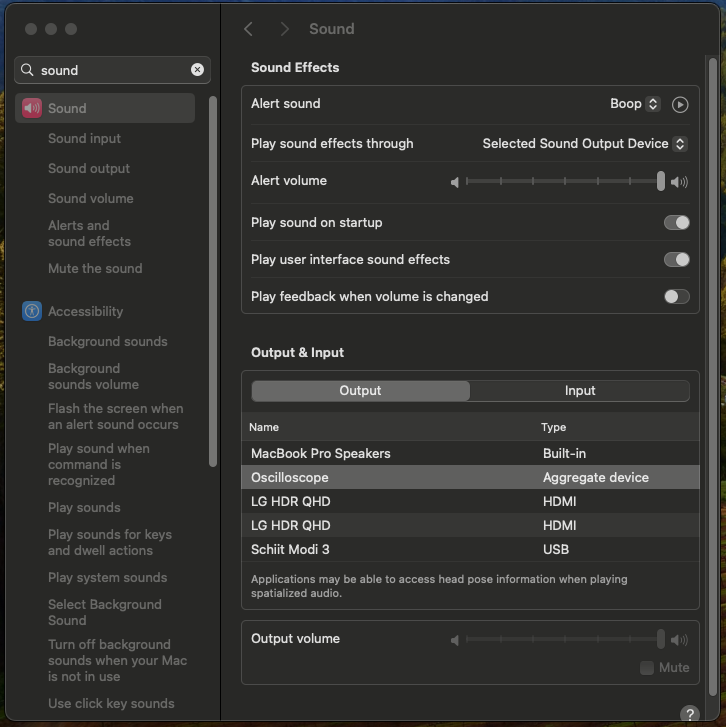 Sound
sound
Sound
Sound input
Sound output
Sound volume
Alerts and
sound effects
Mute the sound
Accessibility
Background sounds
Background
sounds volume
Flash the screen when
an alert sound occurs
Play sound when
command is
recognized
Play sounds
Play sounds for keys
and dwell actions
Play system sounds
Select Background
Sound
Turn off background
sounds when your Mac
is not in use
Use click key sounds
Sound Effects
Alert sound Boop
Play sound effects through Selected Sound Output Device
Alert volume
Play sound on startup
Play user interface sound effects
Play feedback when volume is changed
Output & Input
Output Input
Name Type
MacBook Pro Speakers Built-in
Oscilloscope Aggregate device
LG HDR QHD HDMI
LG HDR QHD HDMI
Schiit Modi 3 USB
Applications may be able to access head pose information when playing
spatialized audio.
Output volume
Mute
?